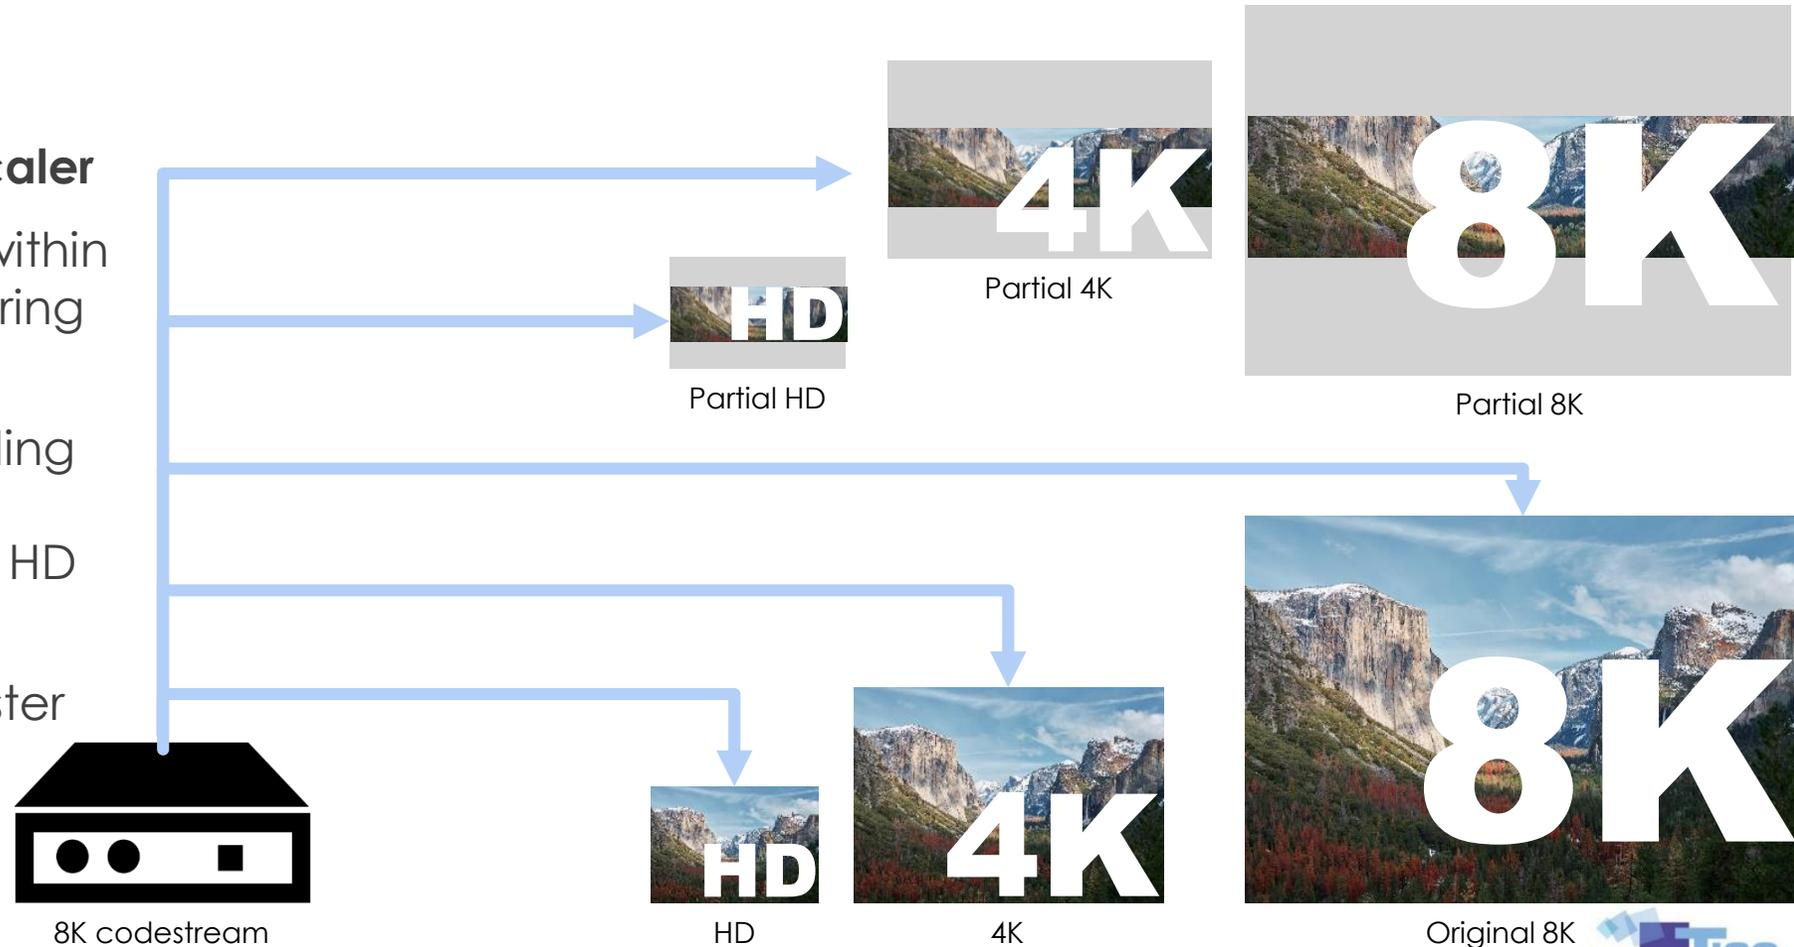 aler
within
ring
ling
HD
ster
8K codestream
HD
Partial HD
4K
Partial 4K
8K
Partial 8K
HD
HD
4K
4K
8K
Original 8K